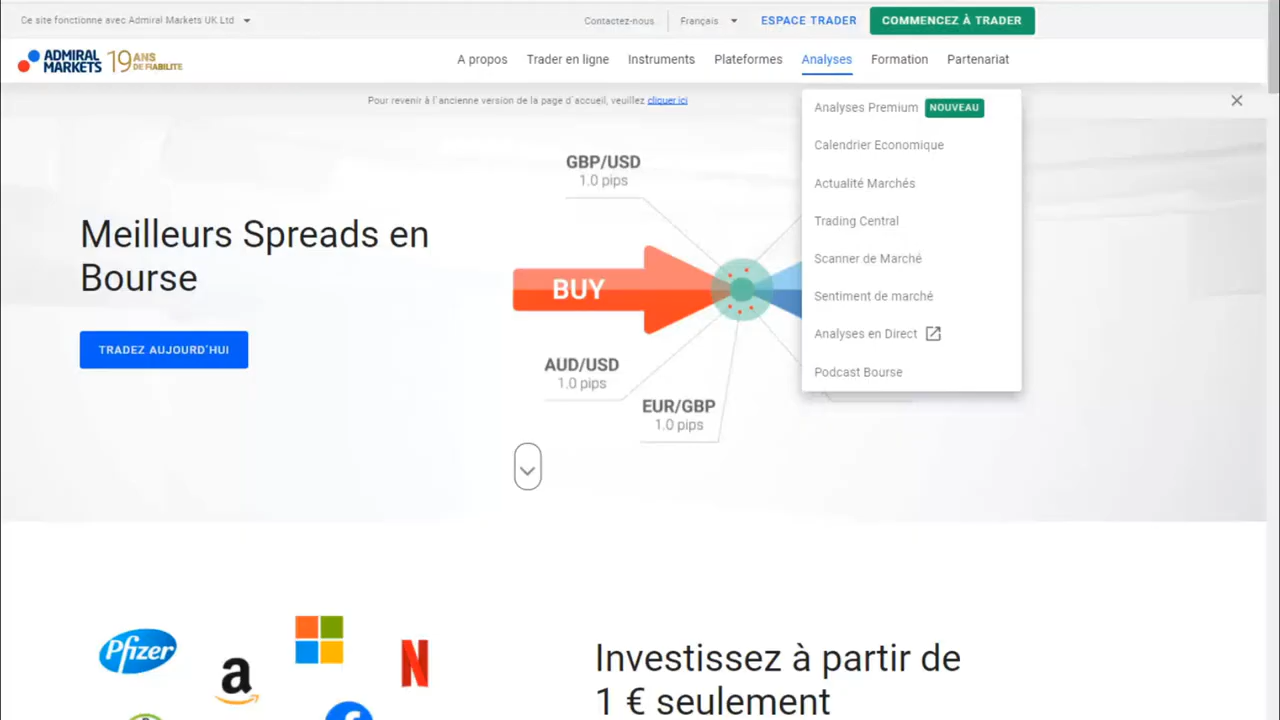 Ce site fonctionne avec Admiral Markets UK Ltd
Contactez-nous
Français
ESPACE TRADER
COMMENCEZ À TRADER
ADMIRAL MARKETS
19 ANS DE FIABILITE
A propos
Trader en ligne
Instruments
Plateformes
Analyses
Formation
Partenariat
Pour revenir à l´ancienne version de la page d´accueil, veuillez cliquer ici
Analyses Premium NOUVEAU
Calendrier Economique
Actualité Marchés
Trading Central
Scanner de Marché
Sentiment de marché
Analyses en Direct
Podcast Bourse
Meilleurs Spreads en
Bourse
TRADEZ AUJOURD'HUI
GBP/USD
1.0 pips
BUY
AUD/USD
1.0 pips
EUR/GBP
1.0 pips
Pfizer
a
N
f
Investissez à partir de
1 € seulement